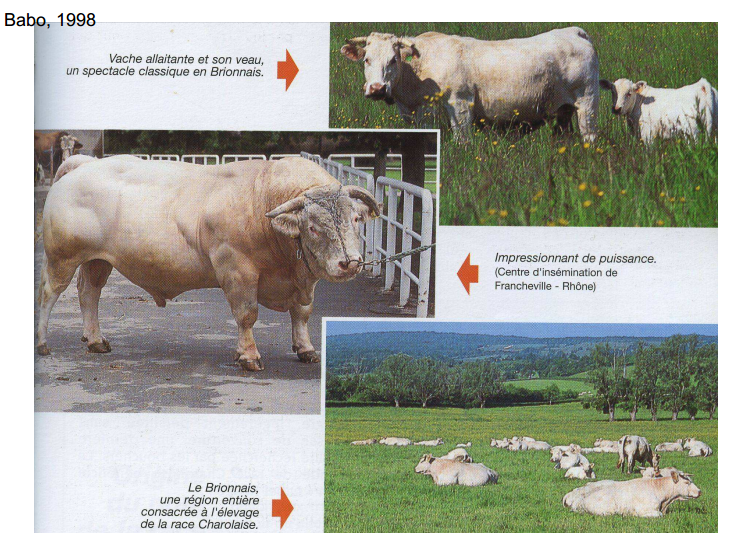 Babo, 1998
Vache allaitante et son veau,
un spectacle classique en Brionnais.
Impressionnant de puissance.
(Centre d'insémination de
Francheville - Rhône)
Le Brionnais,
une région entière
consacrée à l'élevage
de la race Charolaise.